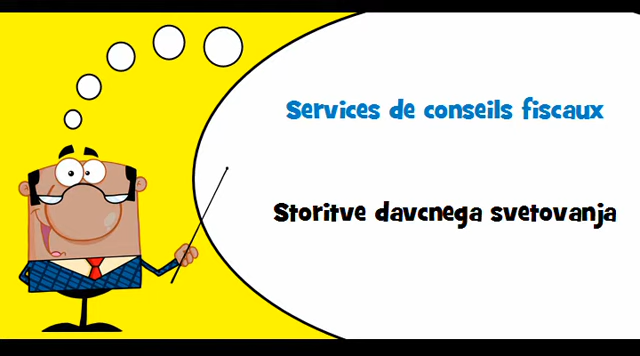 Services de conseils fiscaux
Storitve davcnega svetovanja